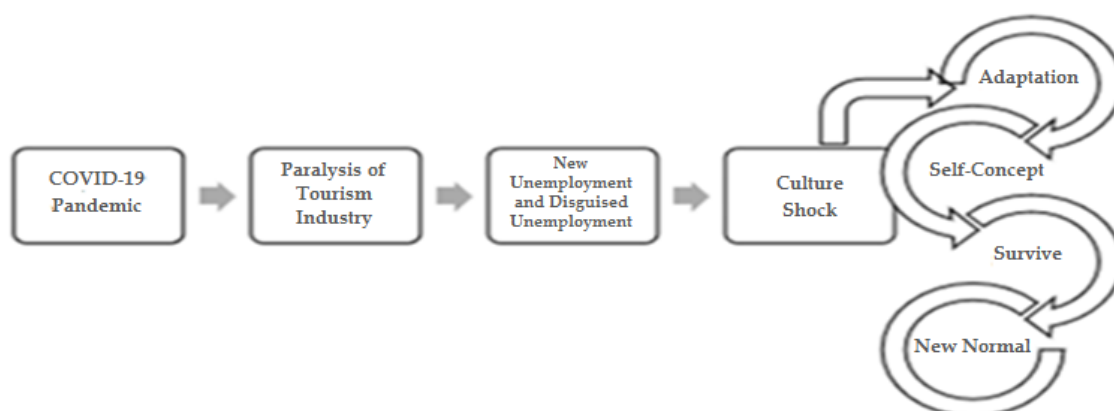 COVID-19
Pandemic
Paralysis of
Tourism
Industry
New
Unemployment
and Disguised
Unemployment
Culture
Shock
Adaptation
Self-Concept
Survive
New Normal